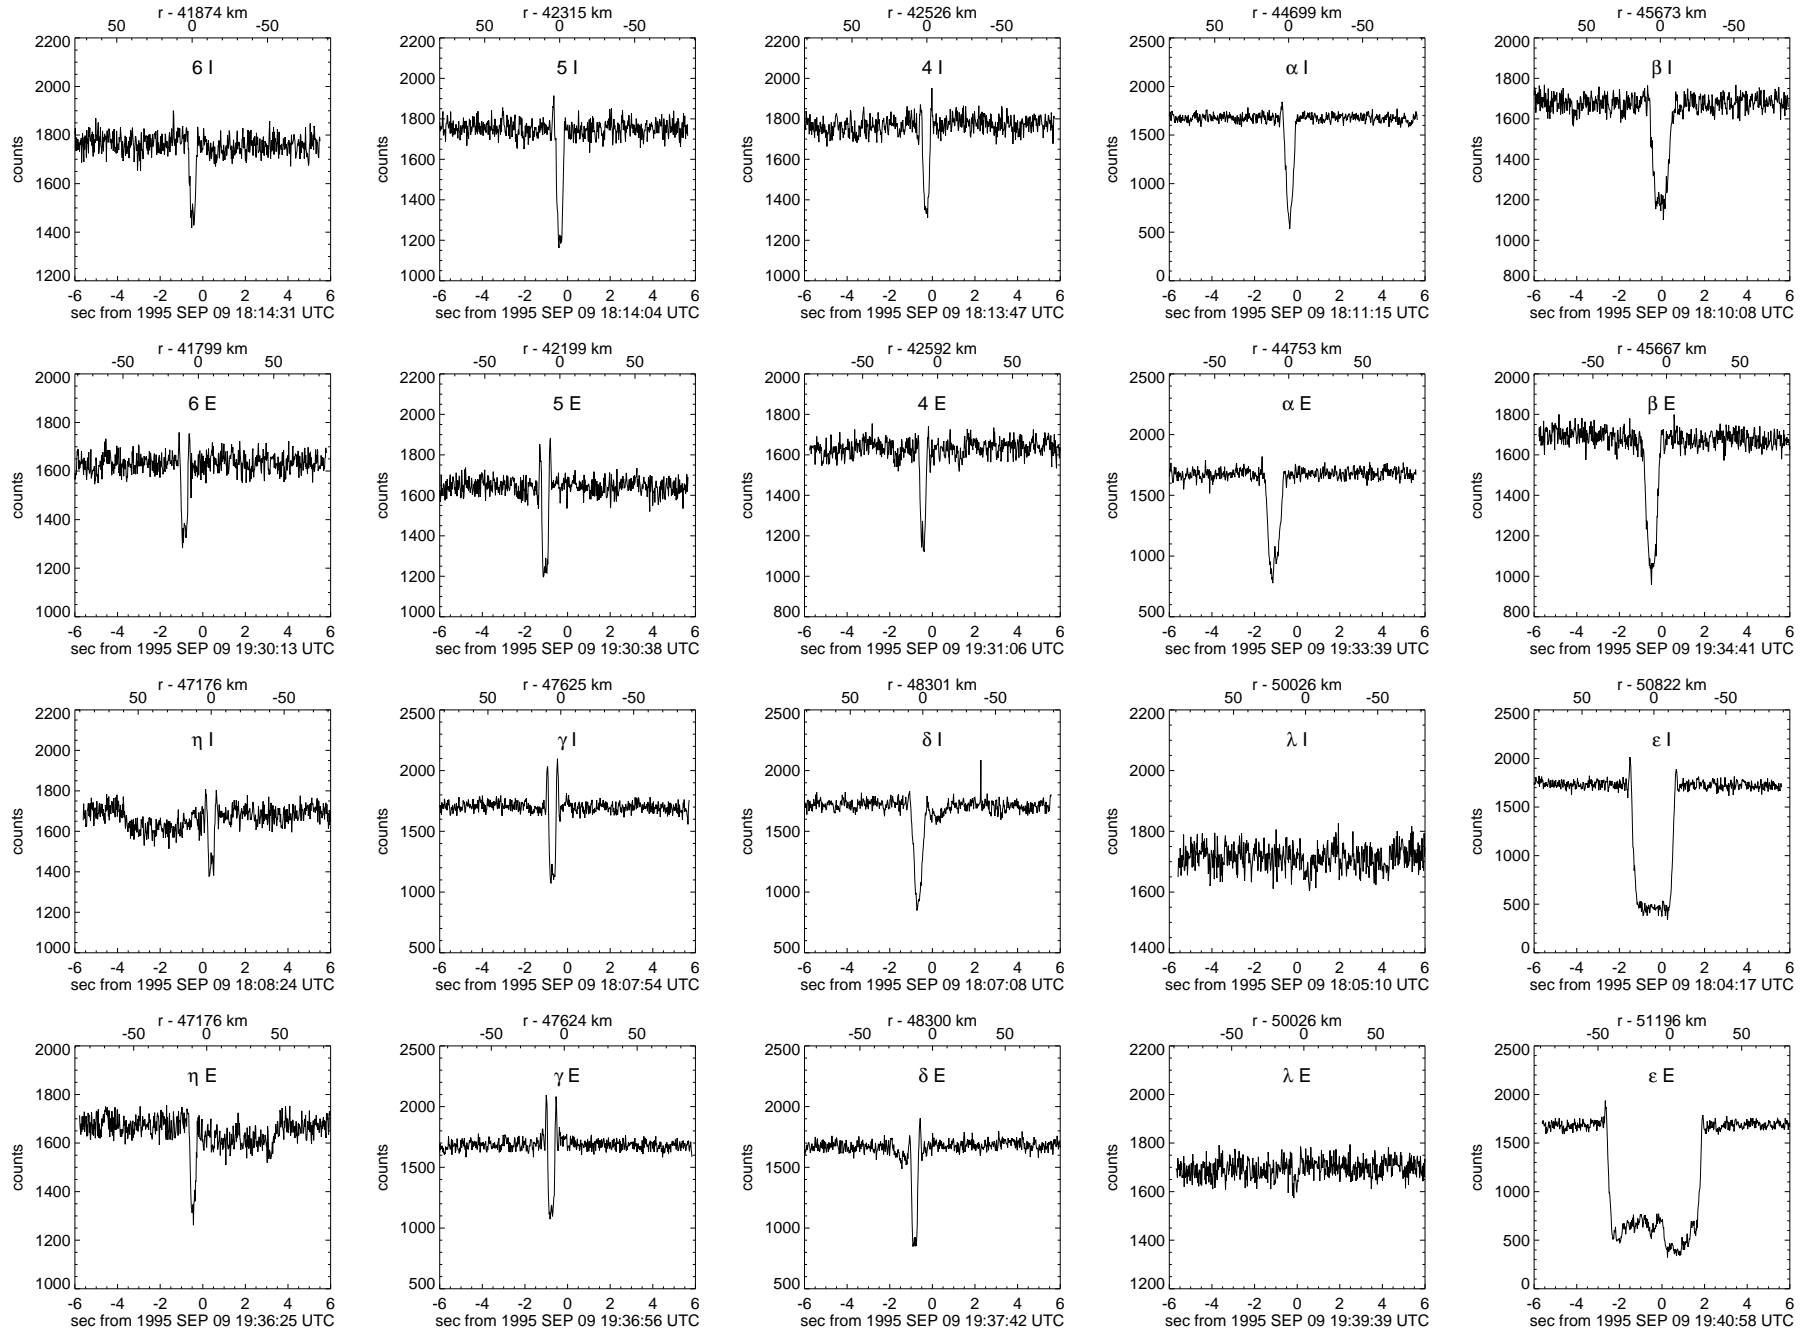 r - 41874 km
50 0 -50
2200
2000
1800
1600
1400
1200
counts
6 I
-6 -4 -2 0 2 4 6
sec from 1995 SEP 09 18:14:31 UTC
r - 42315 km
50 0 -50
2200
2000
1800
1600
1400
1200
1000
counts
5 I
-6 -4 -2 0 2 4 6
sec from 1995 SEP 09 18:14:04 UTC
r - 42526 km
50 0 -50
2200
2000
1800
1600
1400
1200
1000
counts
4 I
-6 -4 -2 0 2 4 6
sec from 1995 SEP 09 18:13:47 UTC
r - 44699 km
50 0 -50
2500
2000
1500
1000
500
0
counts
α I
-6 -4 -2 0 2 4 6
sec from 1995 SEP 09 18:11:15 UTC
r - 45673 km
50 0 -50
2000
1800
1600
1400
1200
1000
800
counts
β I
-6 -4 -2 0 2 4 6
sec from 1995 SEP 09 18:10:08 UTC
r - 41799 km
-50 0 50
2000
1800
1600
1400
1200
1000
counts
6 E
-6 -4 -2 0 2 4 6
sec from 1995 SEP 09 19:30:13 UTC
r - 42199 km
-50 0 50
2200
2000
1800
1600
1400
1200
1000
counts
5 E
-6 -4 -2 0 2 4 6
sec from 1995 SEP 09 19:30:38 UTC
r - 42592 km
-50 0 50
2000
1800
1600
1400
1200
1000
800
counts
4 E
-6 -4 -2 0 2 4 6
sec from 1995 SEP 09 19:31:06 UTC
r - 44753 km
-50 0 50
2500
2000
1500
1000
500
counts
α E
-6 -4 -2 0 2 4 6
sec from 1995 SEP 09 19:33:39 UTC
r - 45667 km
-50 0 50
2000
1800
1600
1400
1200
1000
800
counts
β E
-6 -4 -2 0 2 4 6
sec from 1995 SEP 09 19:34:41 UTC
r - 47176 km
50 0 -50
2200
2000
1800
1600
1400
1200
1000
counts
η I
-6 -4 -2 0 2 4 6
sec from 1995 SEP 09 18:08:24 UTC
r - 47625 km
50 0 -50
2500
2000
1500
1000
500
counts
γ I
-6 -4 -2 0 2 4 6
sec from 1995 SEP 09 18:07:54 UTC
r - 48301 km
50 0 -50
2500
2000
1500
1000
500
counts
δ I
-6 -4 -2 0 2 4 6
sec from 1995 SEP 09 18:07:08 UTC
r - 50026 km
50 0 -50
2200
2000
1800
1600
1400
counts
λ I
-6 -4 -2 0 2 4 6
sec from 1995 SEP 09 18:05:10 UTC
r - 50822 km
50 0 -50
2500
2000
1500
1000
500
0
counts
ε I
-6 -4 -2 0 2 4 6
sec from 1995 SEP 09 18:04:17 UTC
r - 47176 km
-50 0 50
2000
1800
1600
1400
1200
1000
counts
η E
-6 -4 -2 0 2 4 6
sec from 1995 SEP 09 19:36:25 UTC
r - 47624 km
-50 0 50
2500
2000
1500
1000
500
counts
γ E
-6 -4 -2 0 2 4 6
sec from 1995 SEP 09 19:36:56 UTC
r - 48300 km
-50 0 50
2500
2000
1500
1000
500
counts
δ E
-6 -4 -2 0 2 4 6
sec from 1995 SEP 09 19:37:42 UTC
r - 50026 km
-50 0 50
2200
2000
1800
1600
1400
1200
counts
λ E
-6 -4 -2 0 2 4 6
sec from 1995 SEP 09 19:39:39 UTC
r - 51196 km
-50 0 50
2500
2000
1500
1000
500
0
counts
ε E
-6 -4 -2 0 2 4 6
sec from 1995 SEP 09 19:40:58 UTC